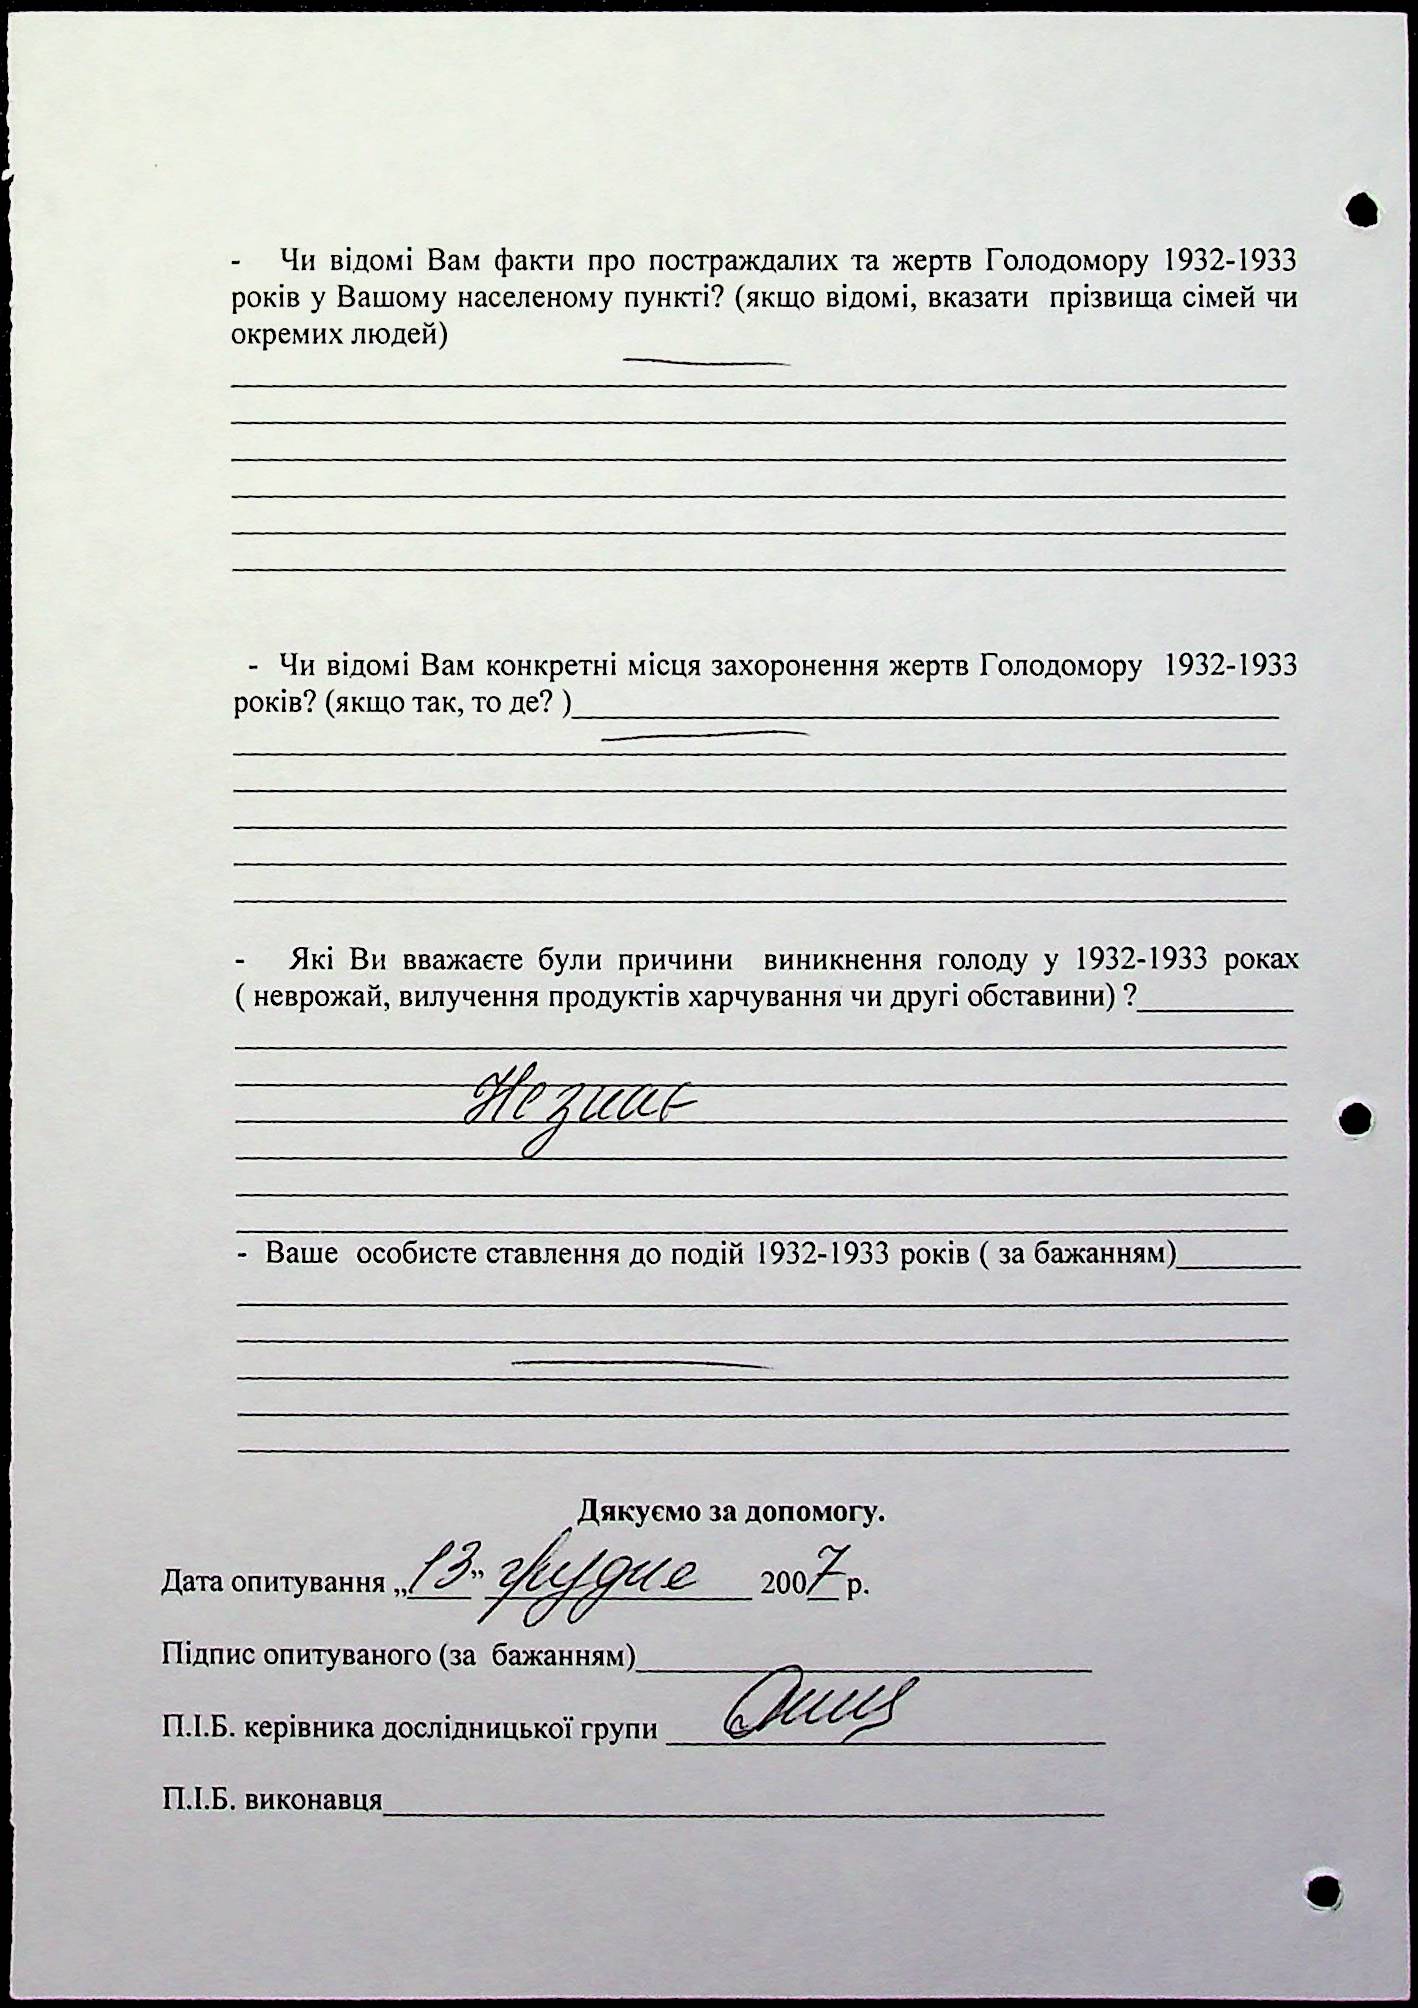 - Чи відомі Вам факти про постраждалих та жертв Голодомору 1932-1933
років у Вашому населеному пункті? (якщо відомі, вказати прізвища сімей чи
окремих людей)
- Чи відомі Вам конкретні місця захоронення жертв Голодомору 1932-1933
років? (якщо так, то де? )
- Які Ви вважаєте були причини виникнення голоду у 1932-1933 роках
( неврожай, вилучення продуктів харчування чи другі обставини) ?
Не знає
- Ваше особисте ставлення до подій 1932-1933 років ( за бажанням)
Дякуємо за допомогу.
Дата опитування „13” грудне 2007 р.
Підпис опитуваного (за бажанням)
П.І.Б. керівника дослідницької групи
П.І.Б. виконавця